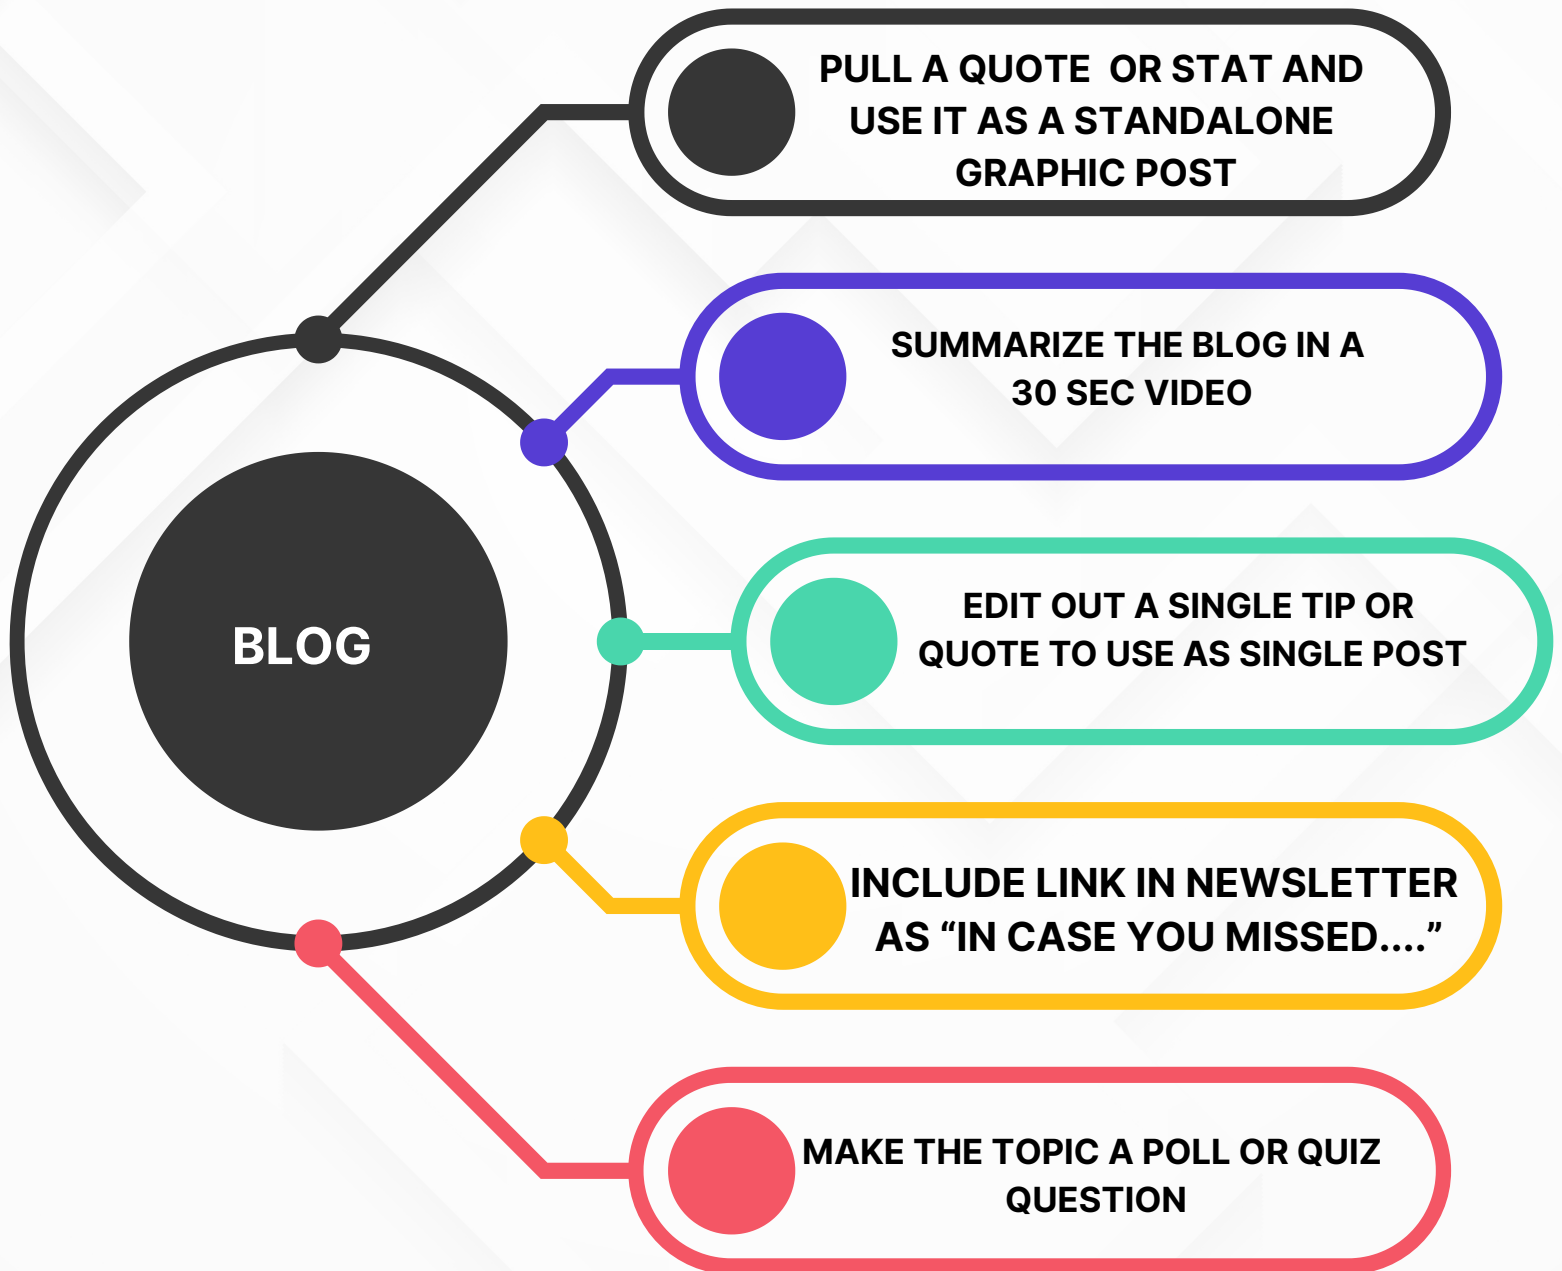 PULL A QUOTE  OR STAT AND
USE IT AS A STANDALONE
GRAPHIC POST
SUMMARIZE THE BLOG IN A
30 SEC VIDEO
BLOG
EDIT OUT A SINGLE TIP OR
QUOTE TO USE AS SINGLE POST
INCLUDE LINK IN NEWSLETTER
AS “IN CASE YOU MISSED....”
MAKE THE TOPIC A POLL OR QUIZ
QUESTION